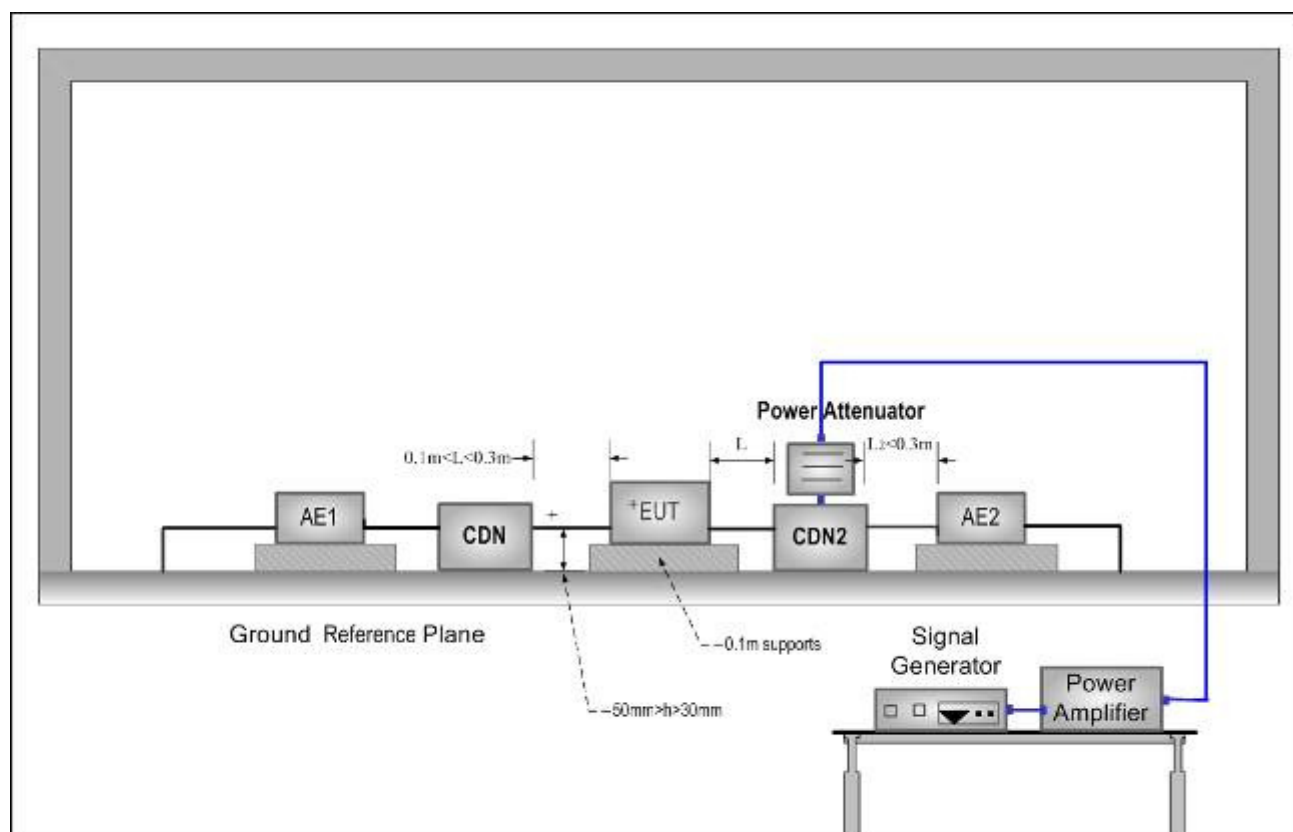 Power Attenuator
0.1m<L<0.3m
L
L2<0.3m
AE1
CDN
+
+EUT
CDN2
AE2
Ground Reference Plane
0.1m supports
50mm>h>30mm
Signal
Generator
Power
Amplifier